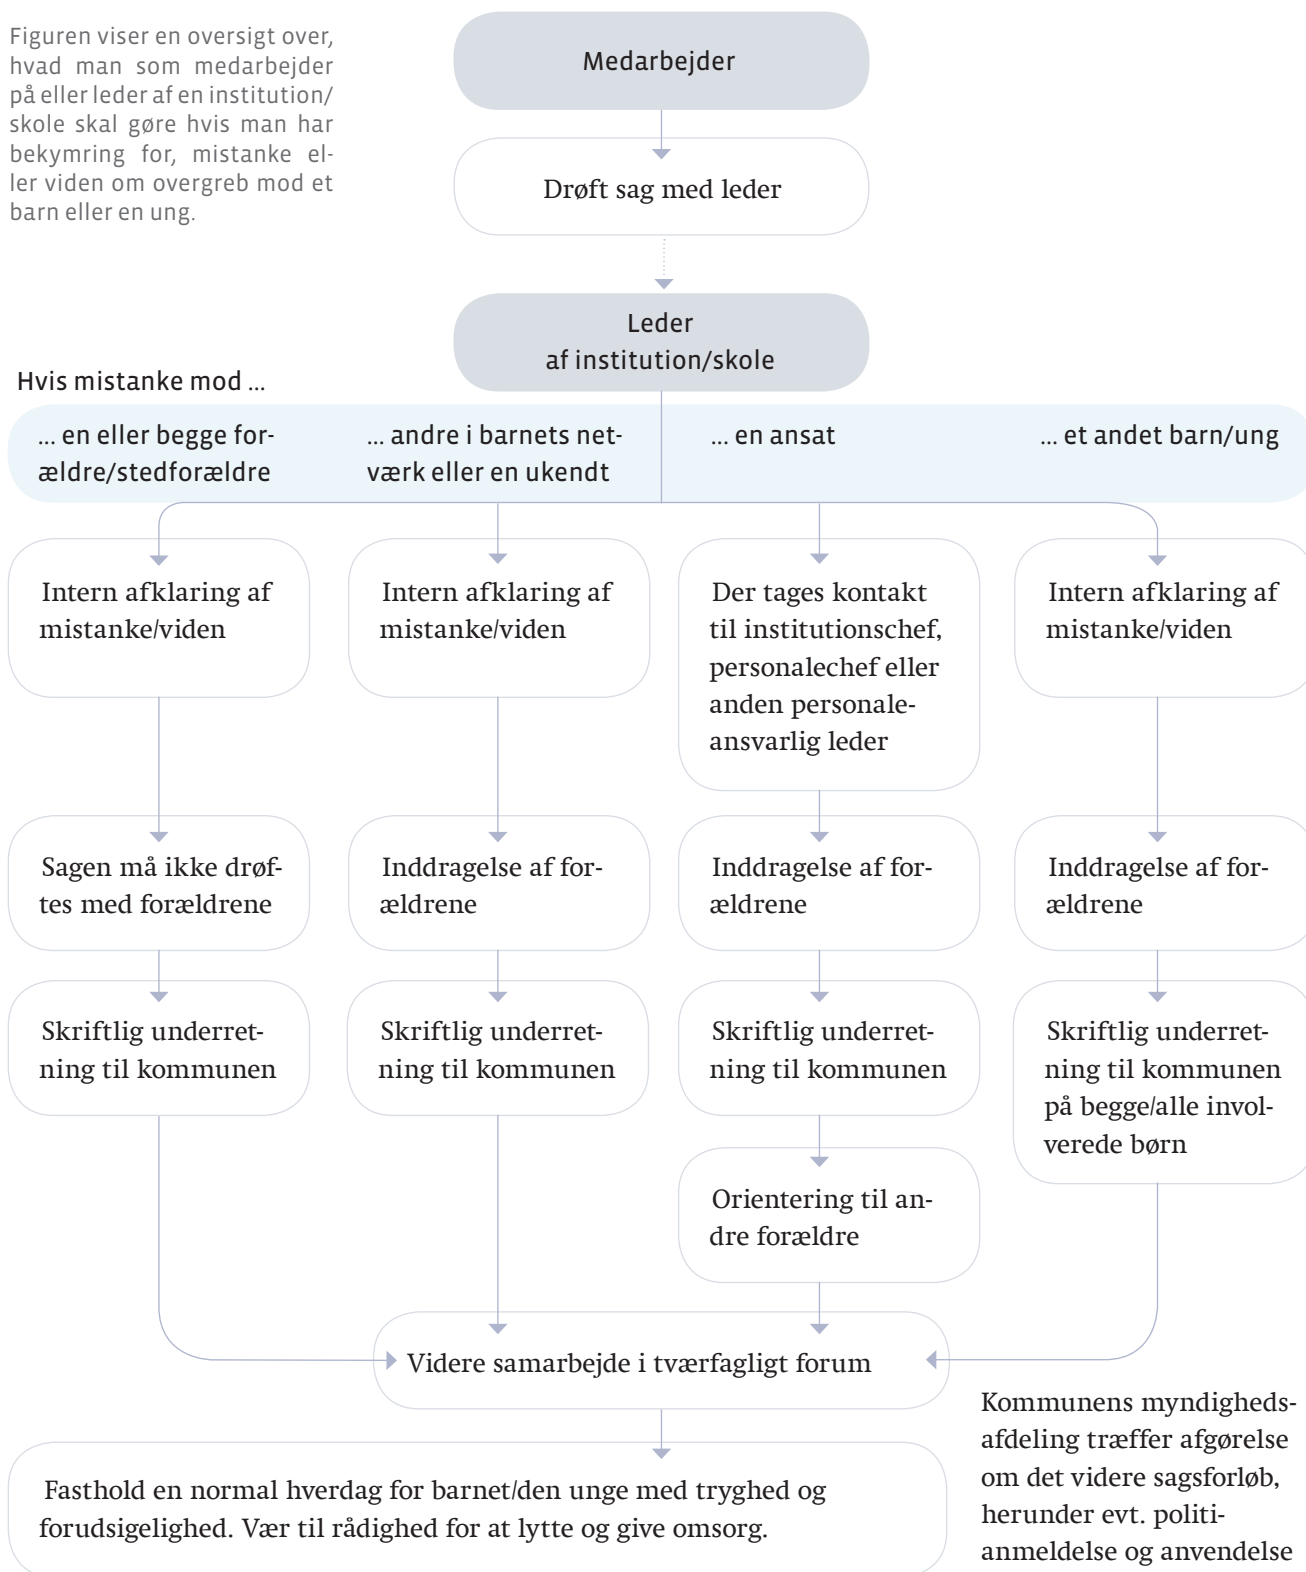 Figuren viser en oversigt over,
hvad man som medarbejder
på eller leder af en institution/
skole skal gøre hvis man har
bekymring for, mistanke el-
ler viden om overgreb mod et
barn eller en ung.
Medarbejder
Drøft sag med leder
Leder
af institution/skole
Hvis mistanke mod ...
... en eller begge for-
ældre/stedforældre
... andre i barnets net-
værk eller en ukendt
... en ansat
... et andet barn/ung
Intern afklaring af
mistanke/viden
Intern afklaring af
mistanke/viden
Der tages kontakt
til institutionschef,
personalechef eller
anden personale-
ansvarlig leder
Intern afklaring af
mistanke/viden
Sagen må ikke drøf-
tes med forældrene
Inddragelse af for-
ældrene
Inddragelse af for-
ældrene
Inddragelse af for-
ældrene
Skriftlig underret-
ning til kommunen
Skriftlig underret-
ning til kommunen
Skriftlig underret-
ning til kommunen
Skriftlig underret-
ning til kommunen
på begge/alle invol-
verede børn
Orientering til an-
dre forældre
Videre samarbejde i tværfagligt forum
Fasthold en normal hverdag for barnet/den unge med tryghed og
forudsigelighed. Vær til rådighed for at lytte og give omsorg.
Kommunens myndigheds-
afdeling træffer afgørelse
om det videre sagsforløb,
herunder evt. politi-
anmeldelse og anvendelse